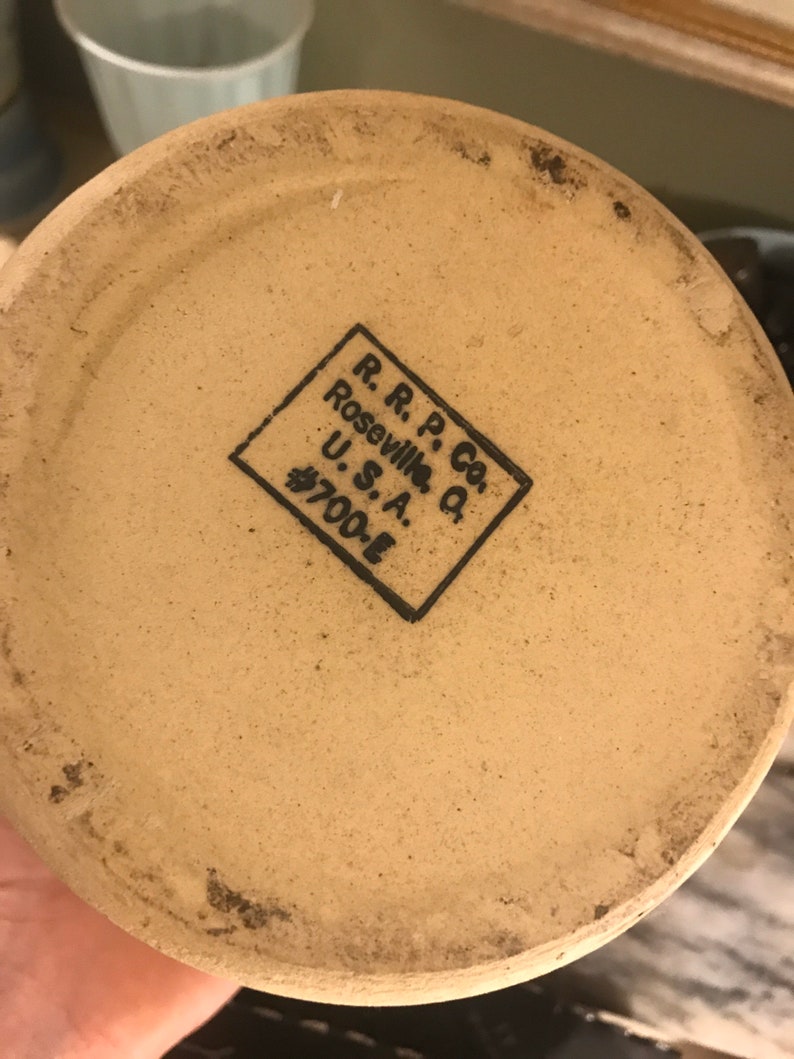 R. R. P. Co.
Roseville, O.
U. S. A.
#700-E